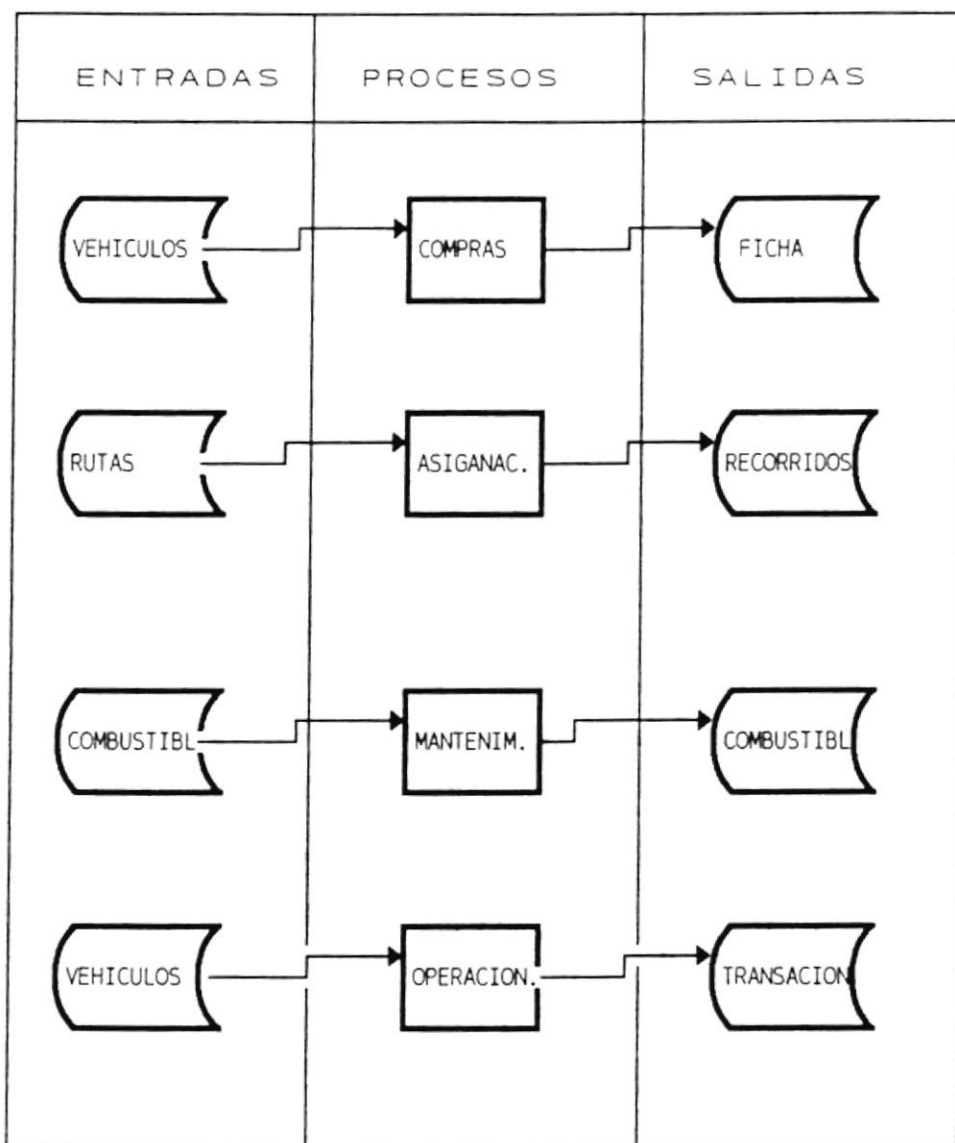 ENTRADAS PROCESOS SALIDAS
VEHICULOS COMPRAS FICHA
RUTAS ASIGANAC. RECORRIDOS
COMBUSTIBL MANTENIM. COMBUSTIBL
VEHICULOS OPERACION. TRANSACION